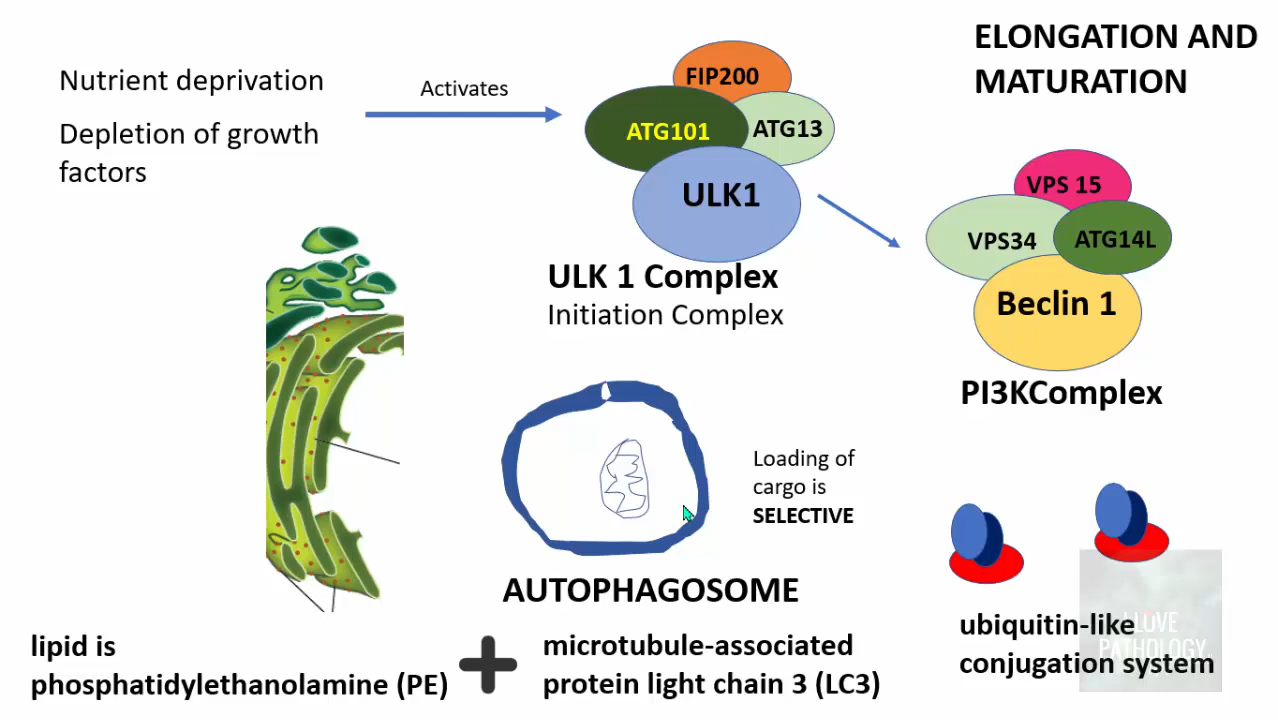 ELONGATION AND
MATURATION
Nutrient deprivation
Depletion of growth
factors
Activates
FIP200
ATG101
ATG13
ULK1
ULK 1 Complex
Initiation Complex
VPS 15
VPS34
ATG14L
Beclin 1
PI3KComplex
Loading of
cargo is
SELECTIVE
AUTOPHAGOSOME
lipid is
phosphatidylethanolamine (PE)
microtubule-associated
protein light chain 3 (LC3)
ubiquitin-like
conjugation system
I LOVE
PATHOLOGY